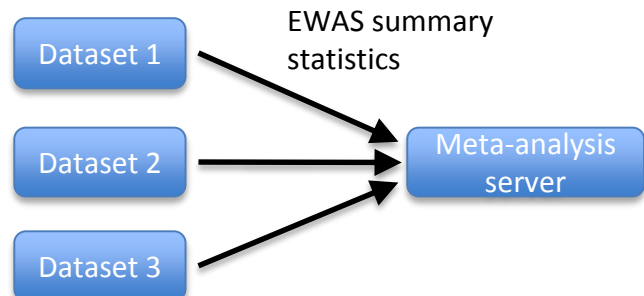 EWAS summary
statistics
Dataset 1
Dataset 2
Dataset 3
Meta-analysis
server